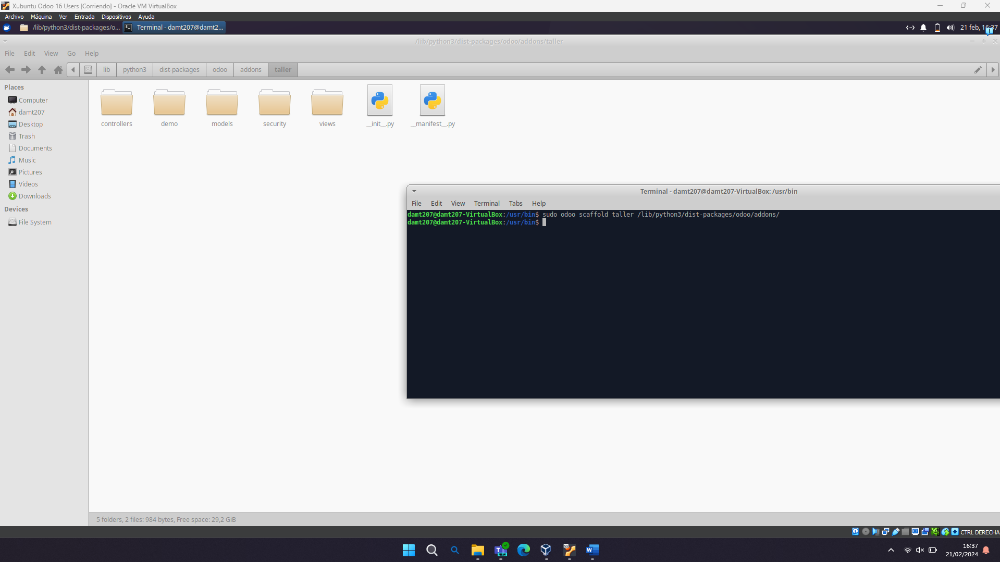 Xubuntu Odoo 16 Users [Corriendo] - Oracle VM VirtualBox
Archivo Máquina Ver Entrada Dispositivos Ayuda
/lib/python3/dist-packages/o... Terminal - damt207@damt2... 21 feb, 16:37
/lib/python3/dist-packages/odoo/addons/taller
File Edit View Go Help
lib python3 dist-packages odoo addons taller
Places
Computer
damt207
Desktop
Trash
Documents
Music
Pictures
Videos
Downloads
Devices
File System
controllers demo models security views __init__.py __manifest__.py
Terminal - damt207@damt207-VirtualBox: /usr/bin
File Edit View Terminal Tabs Help
damt207@damt207-VirtualBox:/usr/bin$ sudo odoo scaffold taller /lib/python3/dist-packages/odoo/addons/
damt207@damt207-VirtualBox:/usr/bin$
5 folders, 2 files: 984 bytes, Free space: 29,2 GiB
CTRL DERECHA
NEW
16:37
21/02/2024